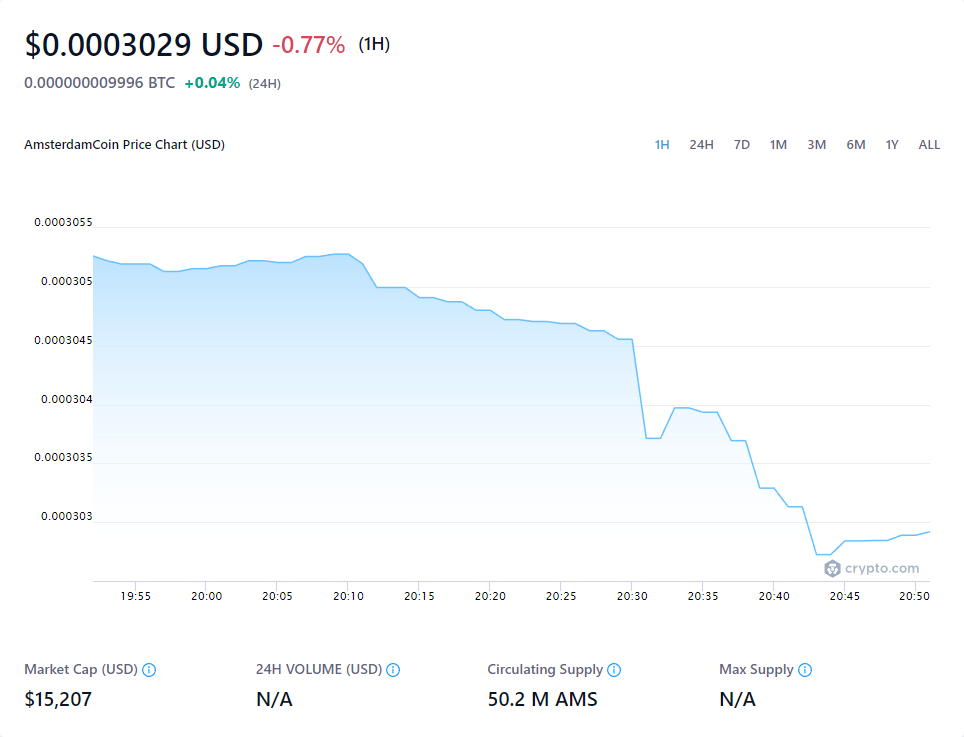 $0.0003029 USD -0.77% (1H)
0.000000009996 BTC +0.04% (24H)
AmsterdamCoin Price Chart (USD) 1H 24H 7D 1M 3M 6M 1Y ALL
0.0003055
0.000305
0.0003045
0.000304
0.0003035
0.000303
crypto.com
19:55 20:00 20:05 20:10 20:15 20:20 20:25 20:30 20:35 20:40 20:45 20:50
Market Cap (USD) 24H VOLUME (USD) Circulating Supply Max Supply
$15,207 N/A 50.2 M AMS N/A